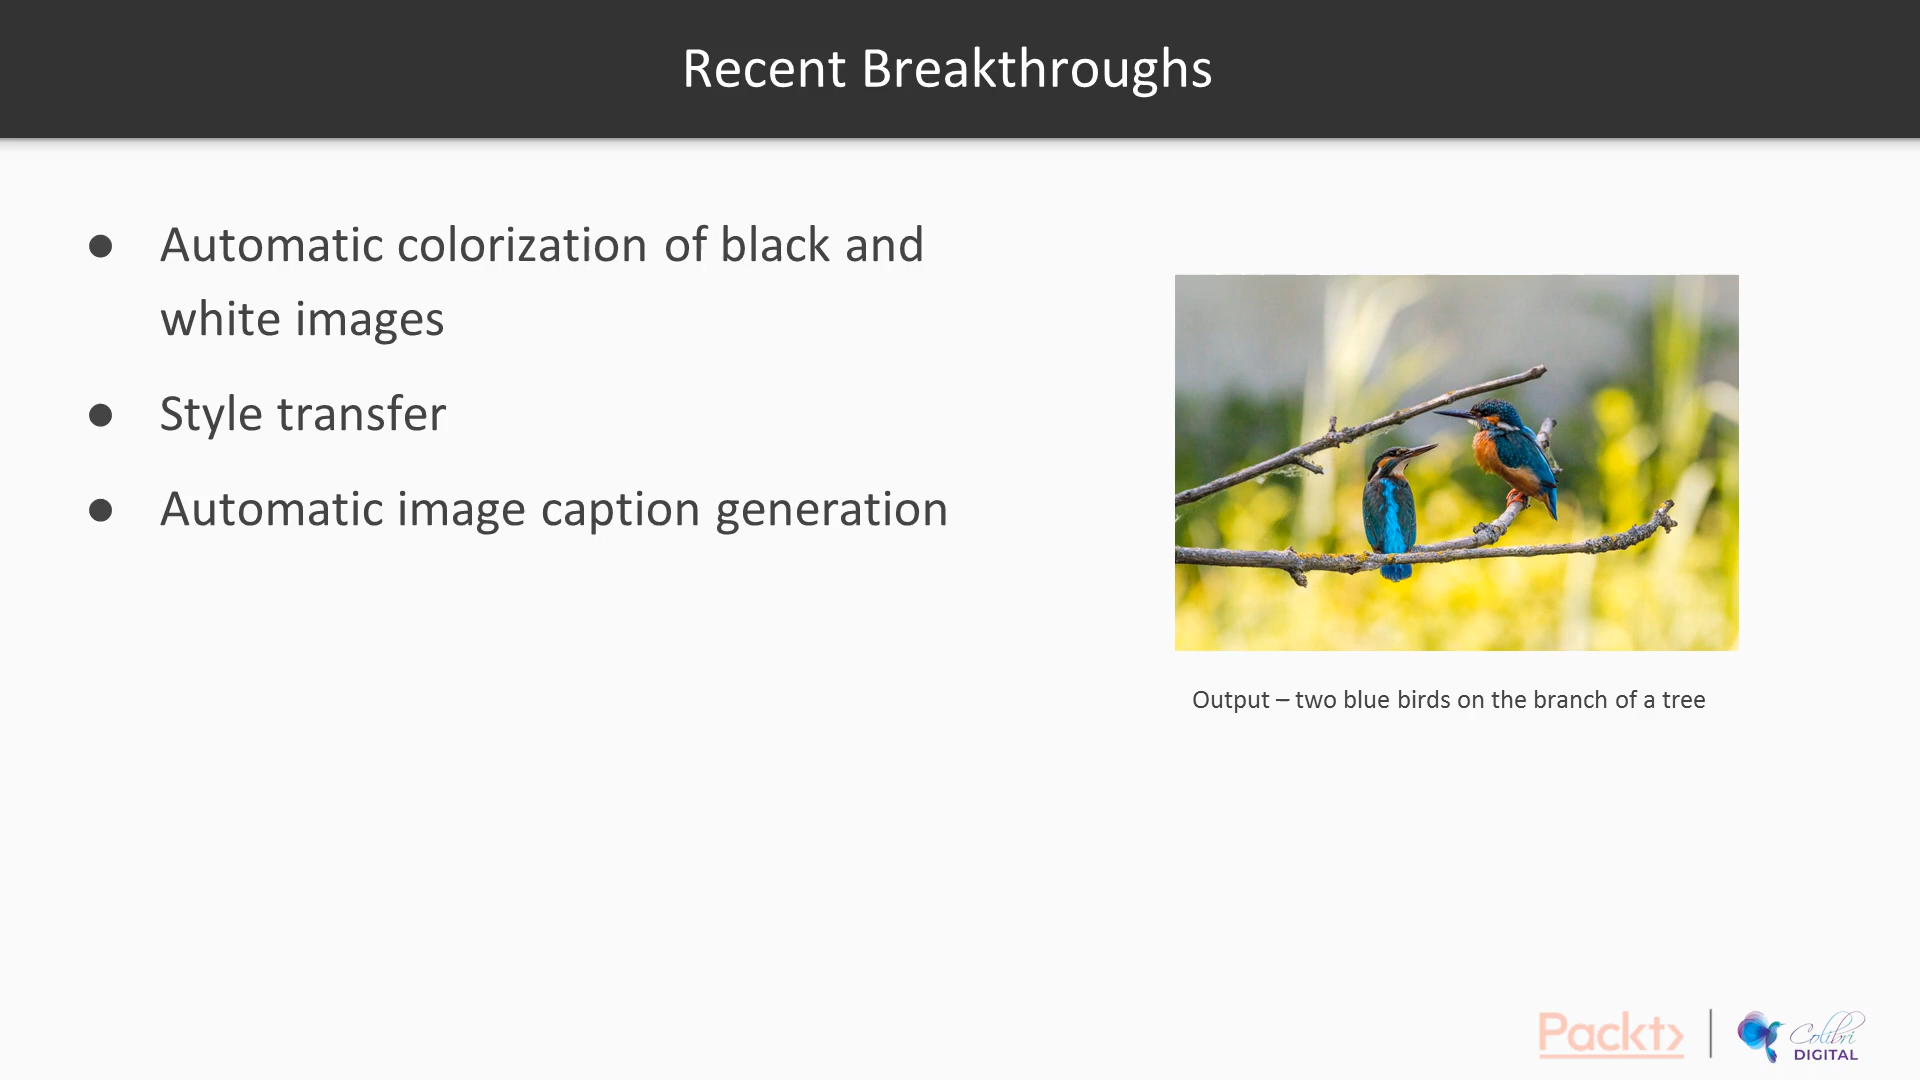 Recent Breakthroughs
● Automatic colorization of black and
white images
● Style transfer
● Automatic image caption generation
Output – two blue birds on the branch of a tree
Packt>
Colibri
DIGITAL